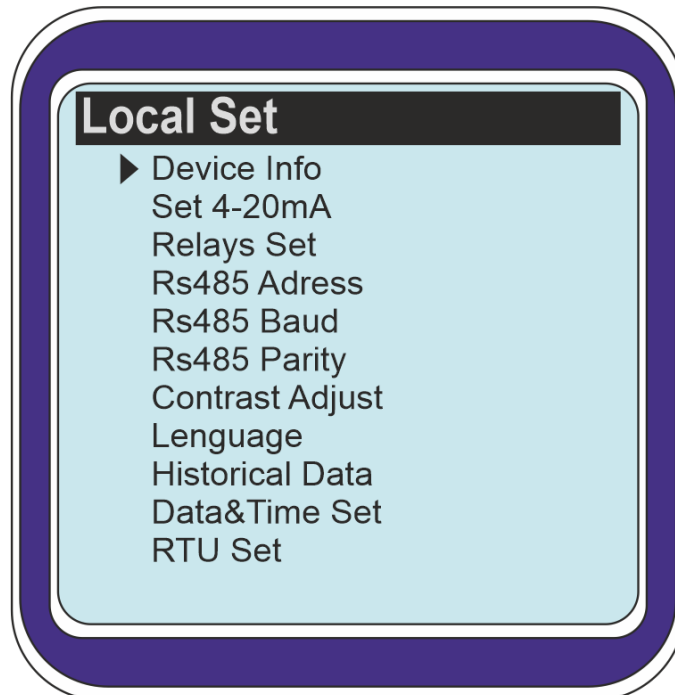 Local Set
Device Info
Set 4-20mA
Relays Set
Rs485 Adress
Rs485 Baud
Rs485 Parity
Contrast Adjust
Lenguage
Historical Data
Data&Time Set
RTU Set